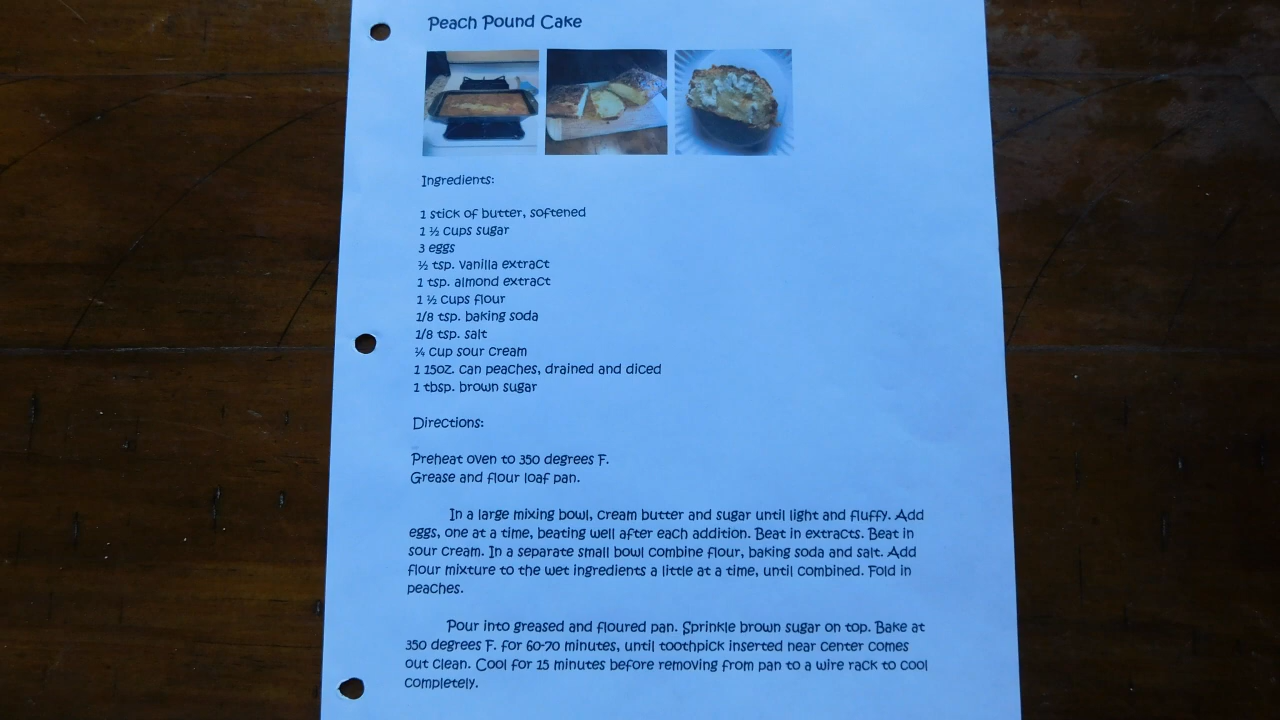 Peach Pound Cake
Ingredients:
1 stick of butter, softened
1 ½ cups sugar
3 eggs
½ tsp. vanilla extract
1 tsp. almond extract
1 ½ cups flour
1/8 tsp. baking soda
1/8 tsp. salt
¼ cup sour cream
1 15oz. can peaches, drained and diced
1 tbsp. brown sugar
Directions:
Preheat oven to 350 degrees F.
Grease and flour loaf pan.
In a large mixing bowl, cream butter and sugar until light and fluffy. Add
eggs, one at a time, beating well after each addition. Beat in extracts. Beat in
sour cream. In a separate small bowl combine flour, baking soda and salt. Add
flour mixture to the wet ingredients a little at a time, until combined. Fold in
peaches.
Pour into greased and floured pan. Sprinkle brown sugar on top. Bake at
350 degrees F. for 60-70 minutes, until toothpick inserted near center comes
out clean. Cool for 15 minutes before removing from pan to a wire rack to cool
completely.